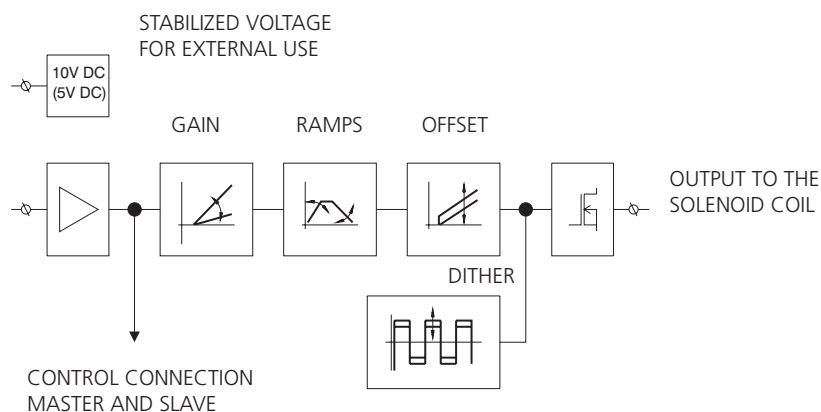 STABILIZED VOLTAGE
FOR EXTERNAL USE
10V DC
(5V DC)
GAIN
RAMPS
OFFSET
OUTPUT TO THE
SOLENOID COIL
DITHER
CONTROL CONNECTION
MASTER AND SLAVE